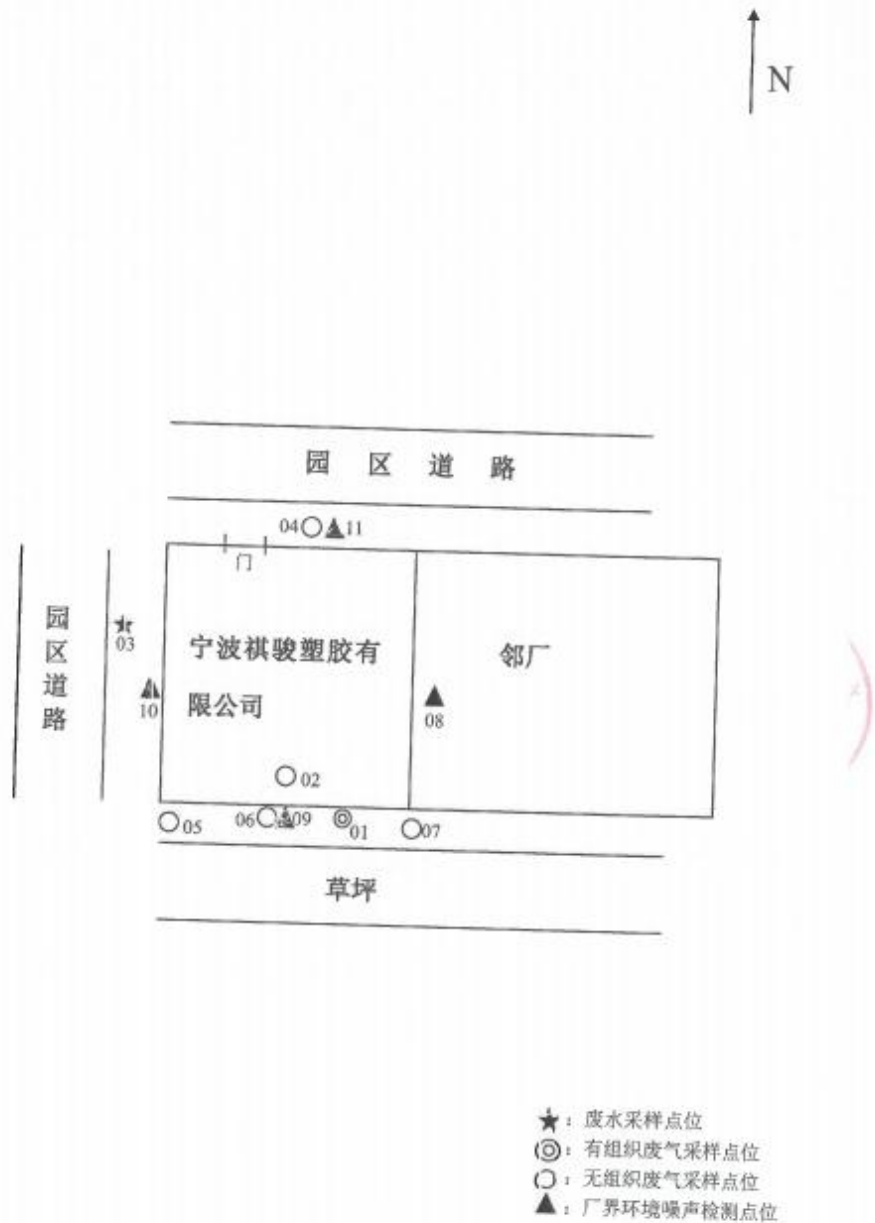 N
园 区 道 路
04 11
门
园区道路
03
宁波祺骏塑胶有
限公司
邻厂
10
08
02
05 06 09 01 07
草坪
：废水采样点位
：有组织废气采样点位
：无组织废气采样点位
：厂界环境噪声检测点位